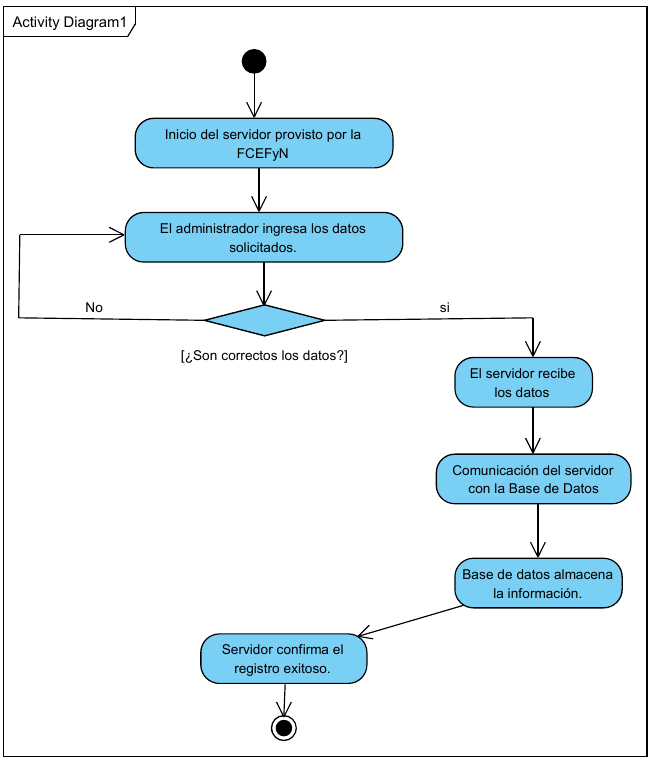 Activity Diagram1
Inicio del servidor provisto por la
FCEFyN
El administrador ingresa los datos
solicitados.
No
si
[¿Son correctos los datos?]
El servidor recibe
los datos
Comunicación del servidor
con la Base de Datos
Base de datos almacena
la información.
Servidor confirma el
registro exitoso.